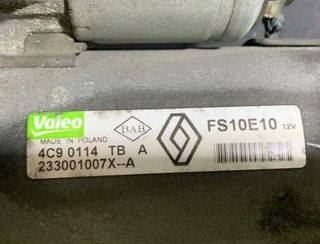 Valeo
MADE IN POLAND
BAB
FS10E10 12V
4C9 0114 TB A
233001007X--A